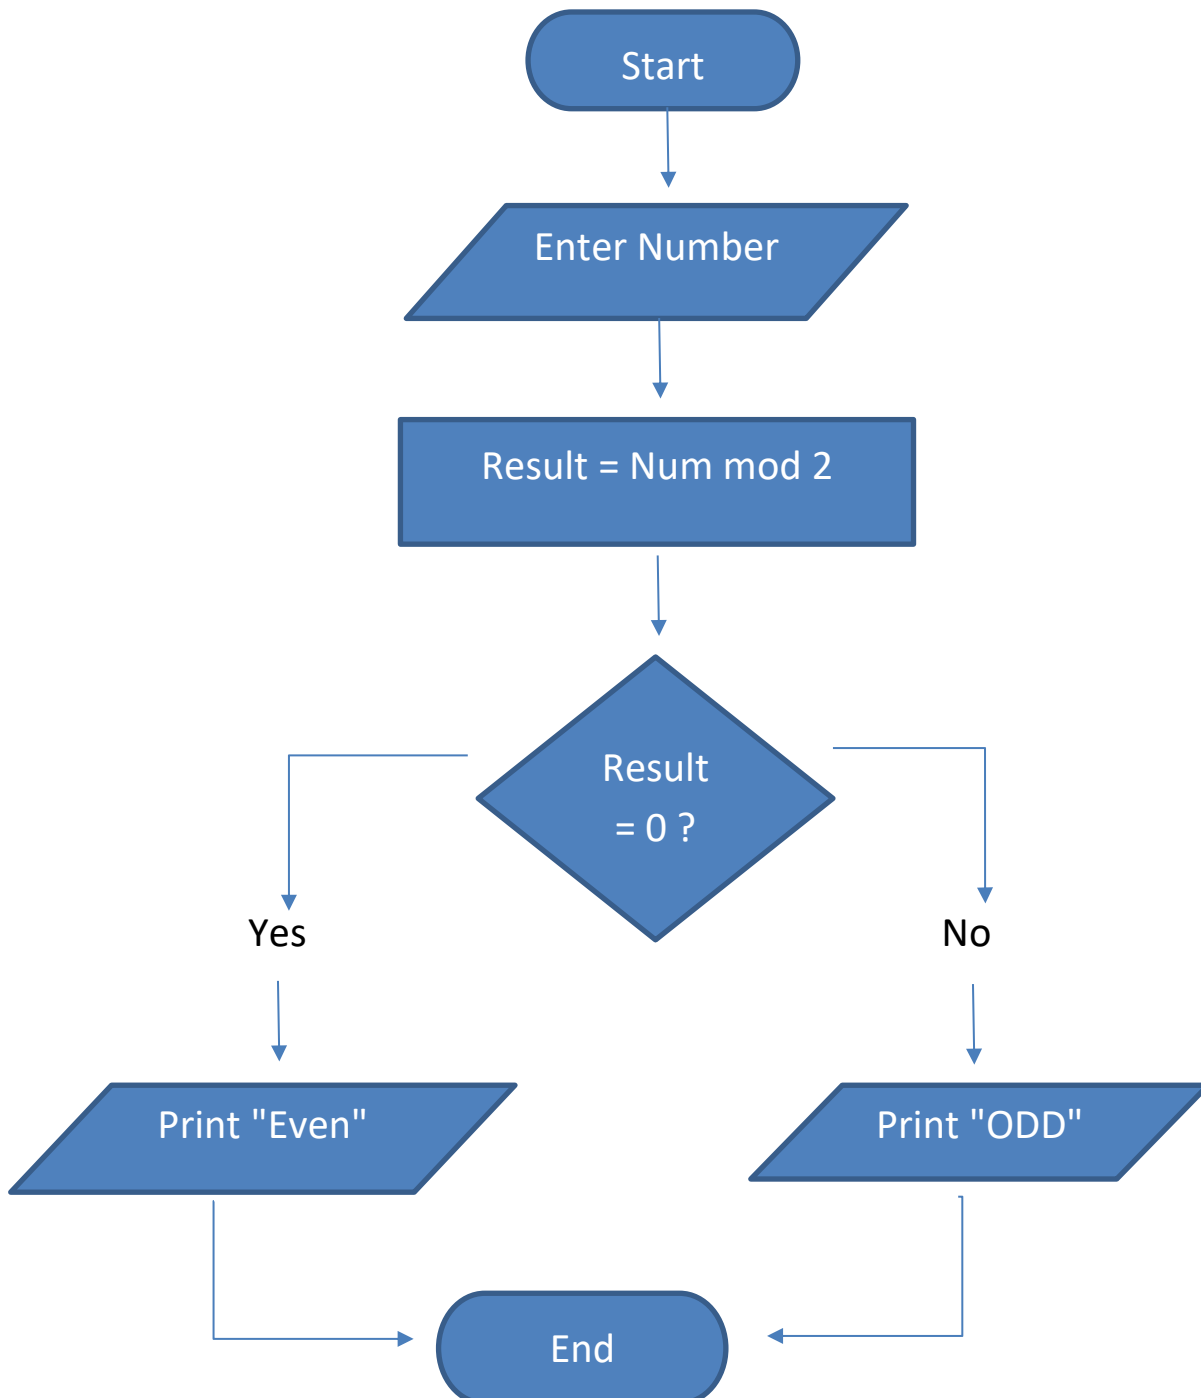 Start
Enter Number
Result = Num mod 2
Result
= 0 ?
Yes
No
Print "Even"
Print "ODD"
End